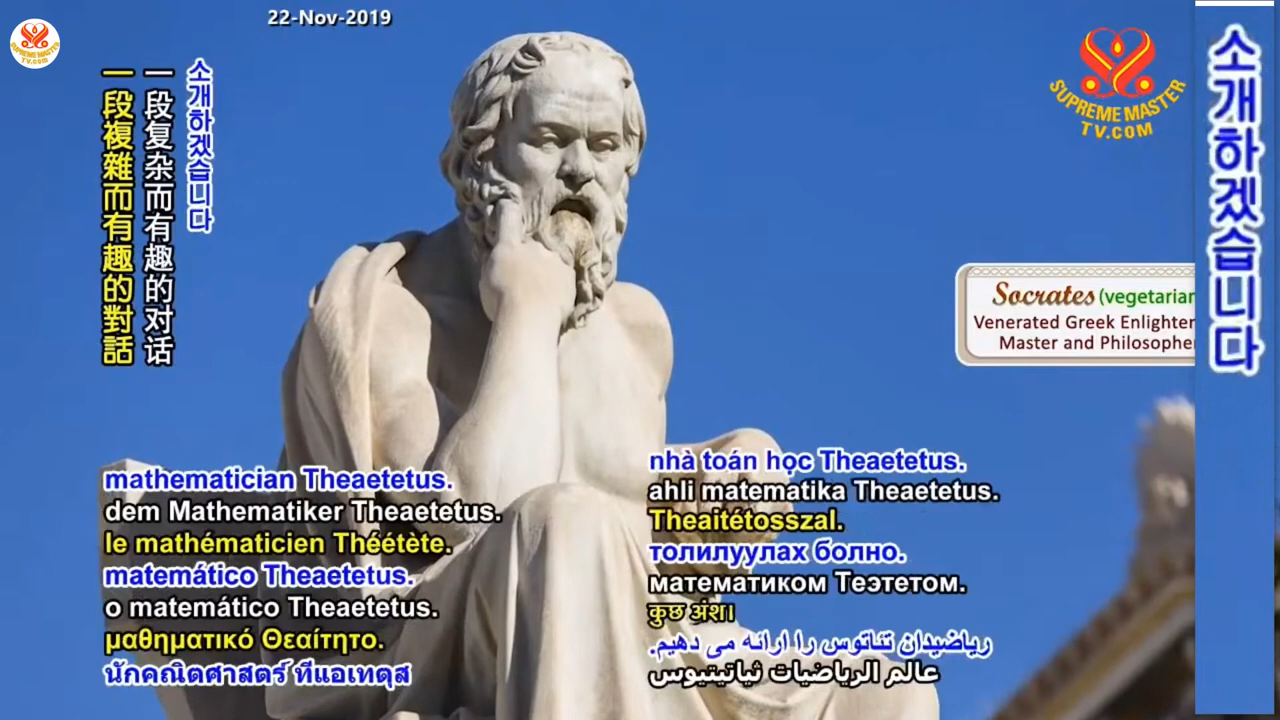 22-Nov-2019
SUPREME MASTER
TV.com
SUPREME MASTER
TV.COM
소개하겠습니다
一段复杂而有趣的对话
一段複雜而有趣的對話
소개하겠습니다
Socrates (vegetarian
Venerated Greek Enlighten
Master and Philosophe
mathematician Theaetetus.
dem Mathematiker Theaetetus.
le mathématicien Théétète.
matemático Theaetetus.
o matemático Theaetetus.
μαθηματικό Θεαίτητο.
นักคณิตศาสตร์ ทีแอเทตุส
nhà toán học Theaetetus.
ahli matematika Theaetetus.
Theaitétosszal.
толилуулах болно.
математиком Теэтетом.
कुछ अंश।
ریاضیدان تئاتوس را ارائه می دهیم.
عالم الرياضيات ثياتيتيوس